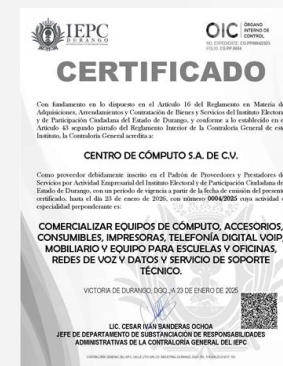 IEPC
DURANGO
OIC
ÓRGANO
INTERNO DE
CONTROL
CERTIFICADO
Con fundamento en lo dispuesto en el Artículo 16 del Reglamento en Materia de
Adquisiciones, Arrendamientos y Contratación de Bienes y Servicios del Instituto Electoral
y de Participación Ciudadana del Estado de Durango, y conforme a lo establecido en el
Artículo 43 segundo párrafo del Reglamento Interior de la Contraloría General de este
Instituto, la Contraloría General acredita a:
CENTRO DE CÓMPUTO S.A. DE C.V.
Como proveedor debidamente inscrito en el Padrón de Proveedores y Prestadores de
Servicios por Actividad Empresarial del Instituto Electoral y de Participación Ciudadana del
Estado de Durango, con un periodo de vigencia a partir de la fecha de emisión del presente
certificado, hasta el día 23 de enero de 2026, con número 0004/2025 cuya actividad o
especialidad preponderante es:
COMERCIALIZAR EQUIPOS DE CÓMPUTO, ACCESORIOS,
CONSUMIBLES, IMPRESORAS, TELEFONÍA DIGITAL VOIP,
MOBILIARIO Y EQUIPO PARA ESCUELAS Y OFICINAS,
REDES DE VOZ Y DATOS Y SERVICIO DE SOPORTE
TÉCNICO.
VICTORIA DE DURANGO, DGO., A 23 DE ENERO DE 2025
LIC. CESAR IVÁN BANDERAS OCHOA
JEFE DE DEPARTAMENTO DE SUBSTANCIACIÓN DE RESPONSABILIDADES
ADMINISTRATIVAS DE LA CONTRALORÍA GENERAL DEL IEPC